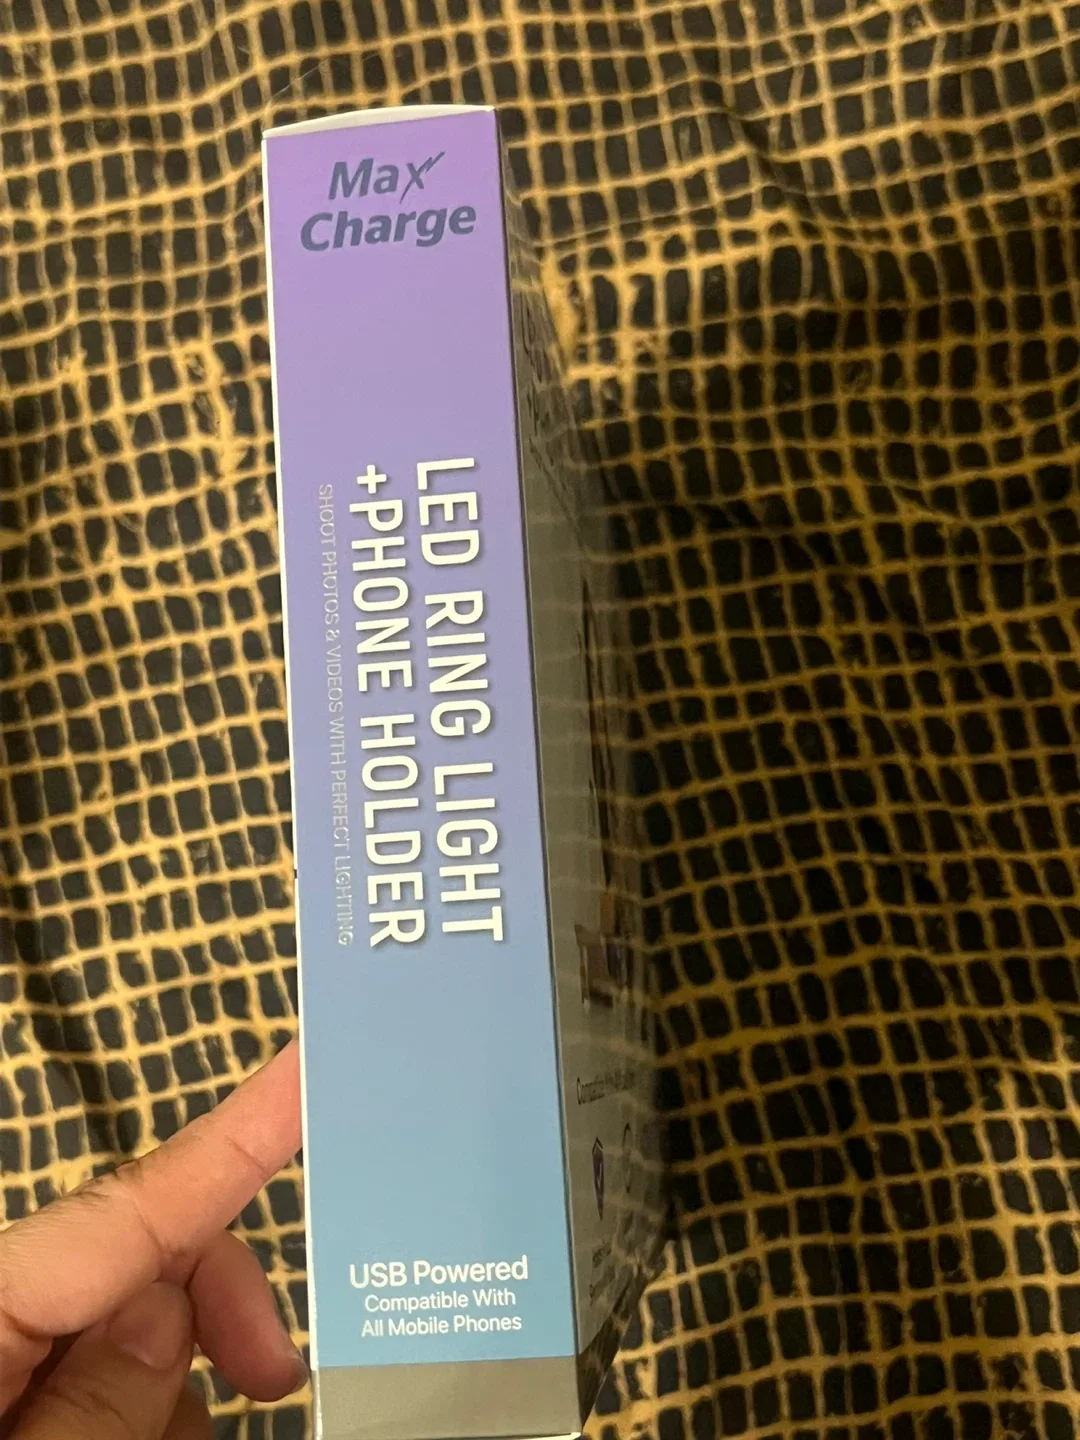 Max
Charge
LED RING LIGHT
+PHONE HOLDER
SHOOT PHOTOS & VIDEOS WITH PERFECT LIGHTING
USB Powered
Compatible With
All Mobile Phones